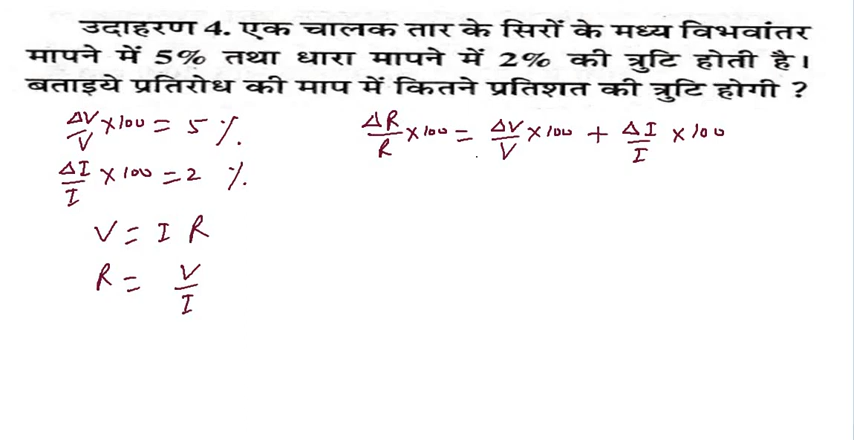 उदाहरण 4. एक चालक तार के सिरों के मध्य विभवांतर
मापने में 5% तथा धारा मापने में 2% की त्रुटि होती है।
बताइये प्रतिरोध की माप में कितने प्रतिशत की त्रुटि होगी ?
ΔV/V × 100 = 5 %.
ΔI/I × 100 = 2 %.
V = I R
R = V/I
ΔR/R × 100 = ΔV/V × 100 + ΔI/I × 100